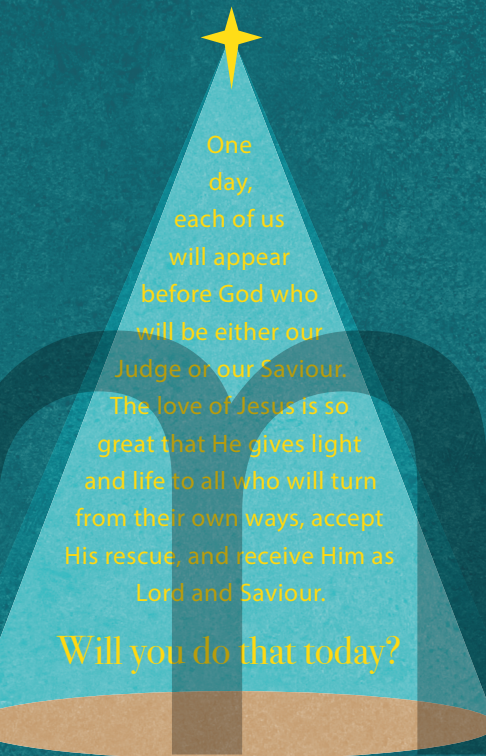 One
day,
each of us
will appear
before God who
will be either our
Judge or our Saviour.
The love of Jesus is so
great that He gives light
and life to all who will turn
from their own ways, accept
His rescue, and receive Him as
Lord and Saviour.
Will you do that today?